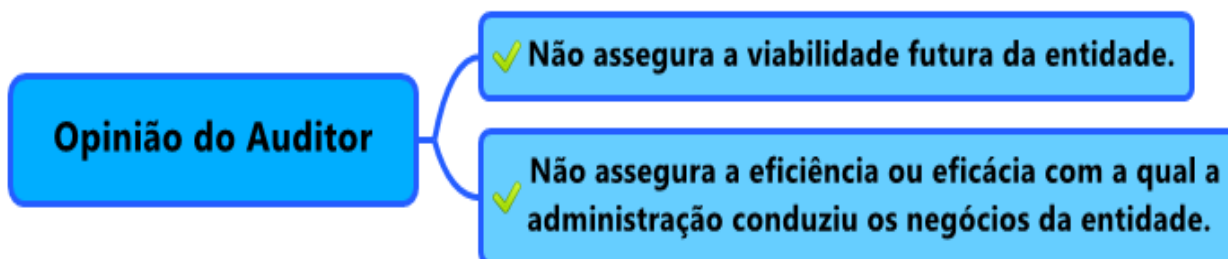 Opinião do Auditor
Não assegura a viabilidade futura da entidade.
Não assegura a eficiência ou eficácia com a qual a
administração conduziu os negócios da entidade.